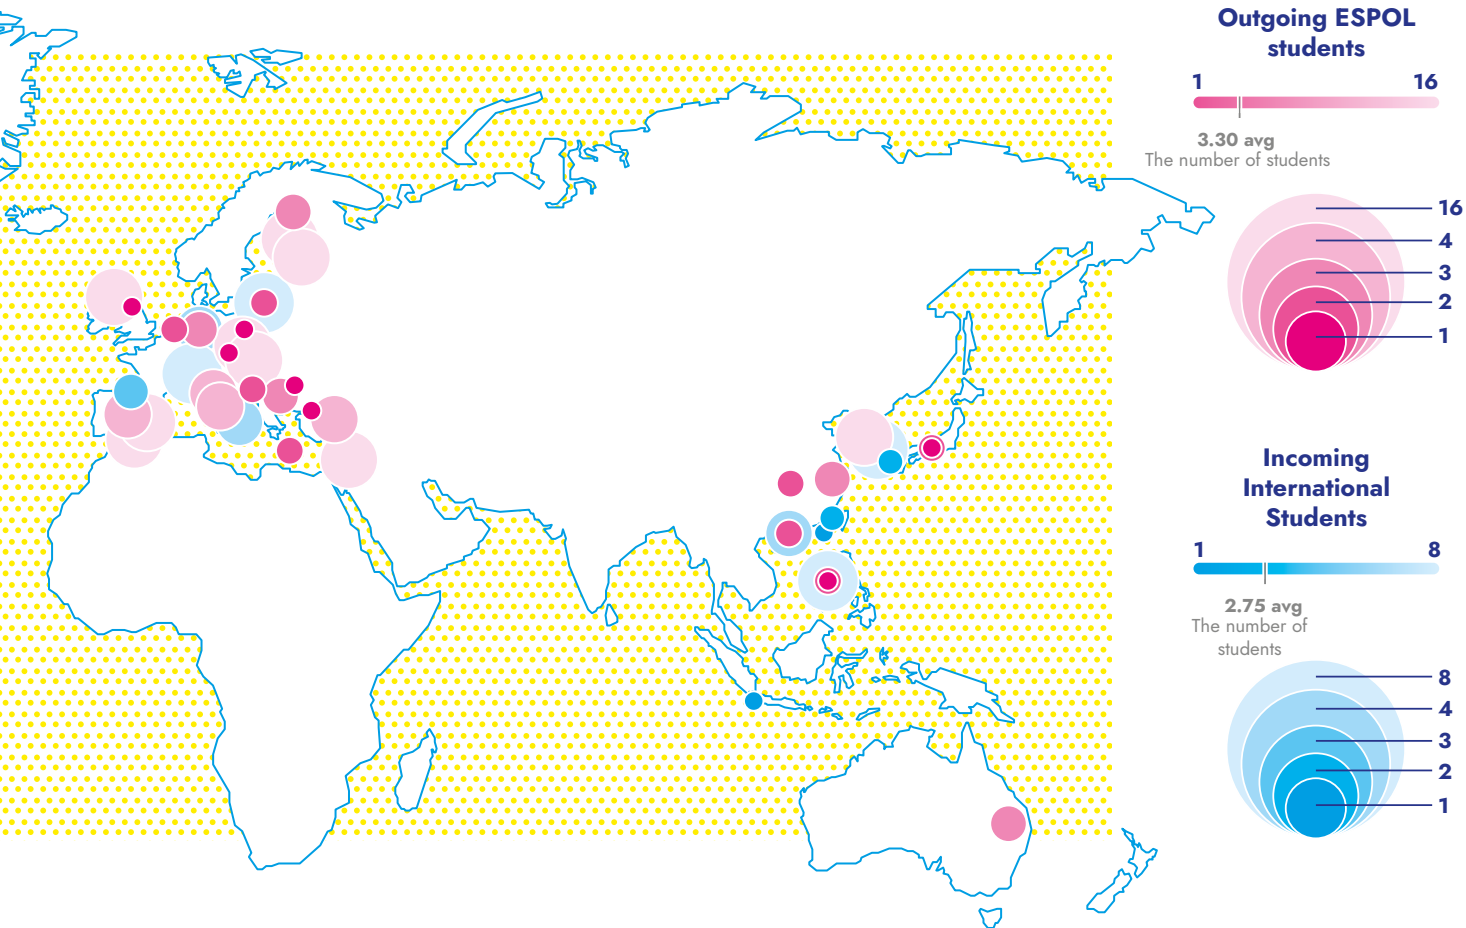 Outgoing ESPOL
students
1 16
3.30 avg
The number of students
16
4
3
2
1
Incoming
International
Students
1 8
2.75 avg
The number of
students
8
4
3
2
1